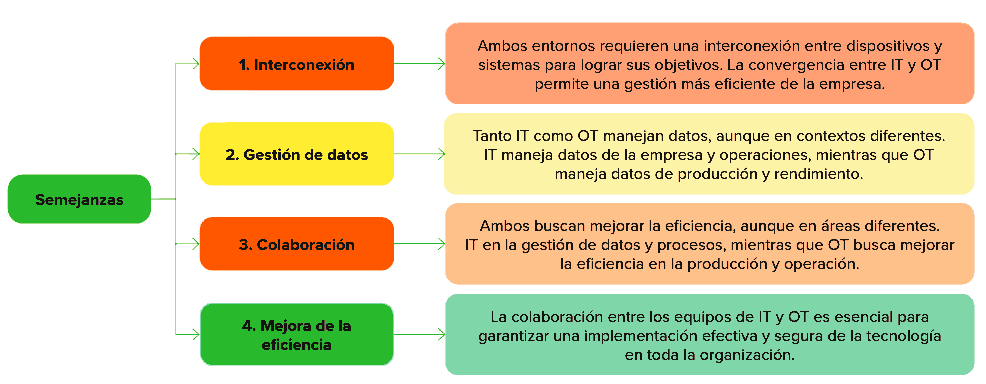 Semejanzas
1. Interconexión
Ambos entornos requieren una interconexión entre dispositivos y
sistemas para lograr sus objetivos. La convergencia entre IT y OT
permite una gestión más eficiente de la empresa.
2. Gestión de datos
Tanto IT como OT manejan datos, aunque en contextos diferentes.
IT maneja datos de la empresa y operaciones, mientras que OT
maneja datos de producción y rendimiento.
3. Colaboración
Ambos buscan mejorar la eficiencia, aunque en áreas diferentes.
IT en la gestión de datos y procesos, mientras que OT busca mejorar
la eficiencia en la producción y operación.
4. Mejora de la
eficiencia
La colaboración entre los equipos de IT y OT es esencial para
garantizar una implementación efectiva y segura de la tecnología
en toda la organización.